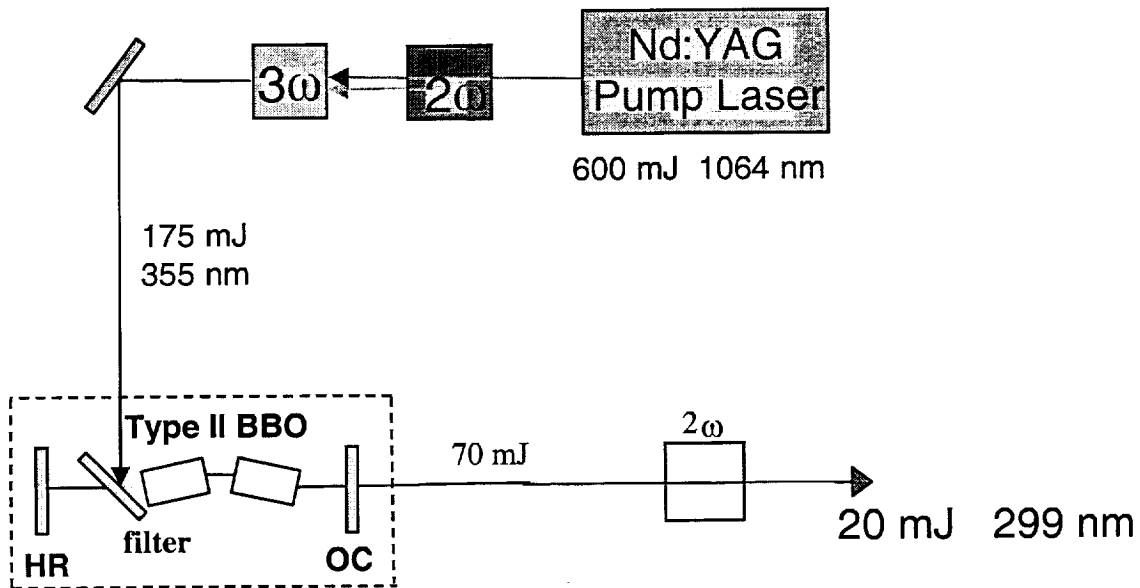 Nd:YAG
Pump Laser
2ω
3ω
600 mJ 1064 nm
175 mJ
355 nm
Type II BBO
filter
HR
OC
70 mJ
2ω
20 mJ 299 nm